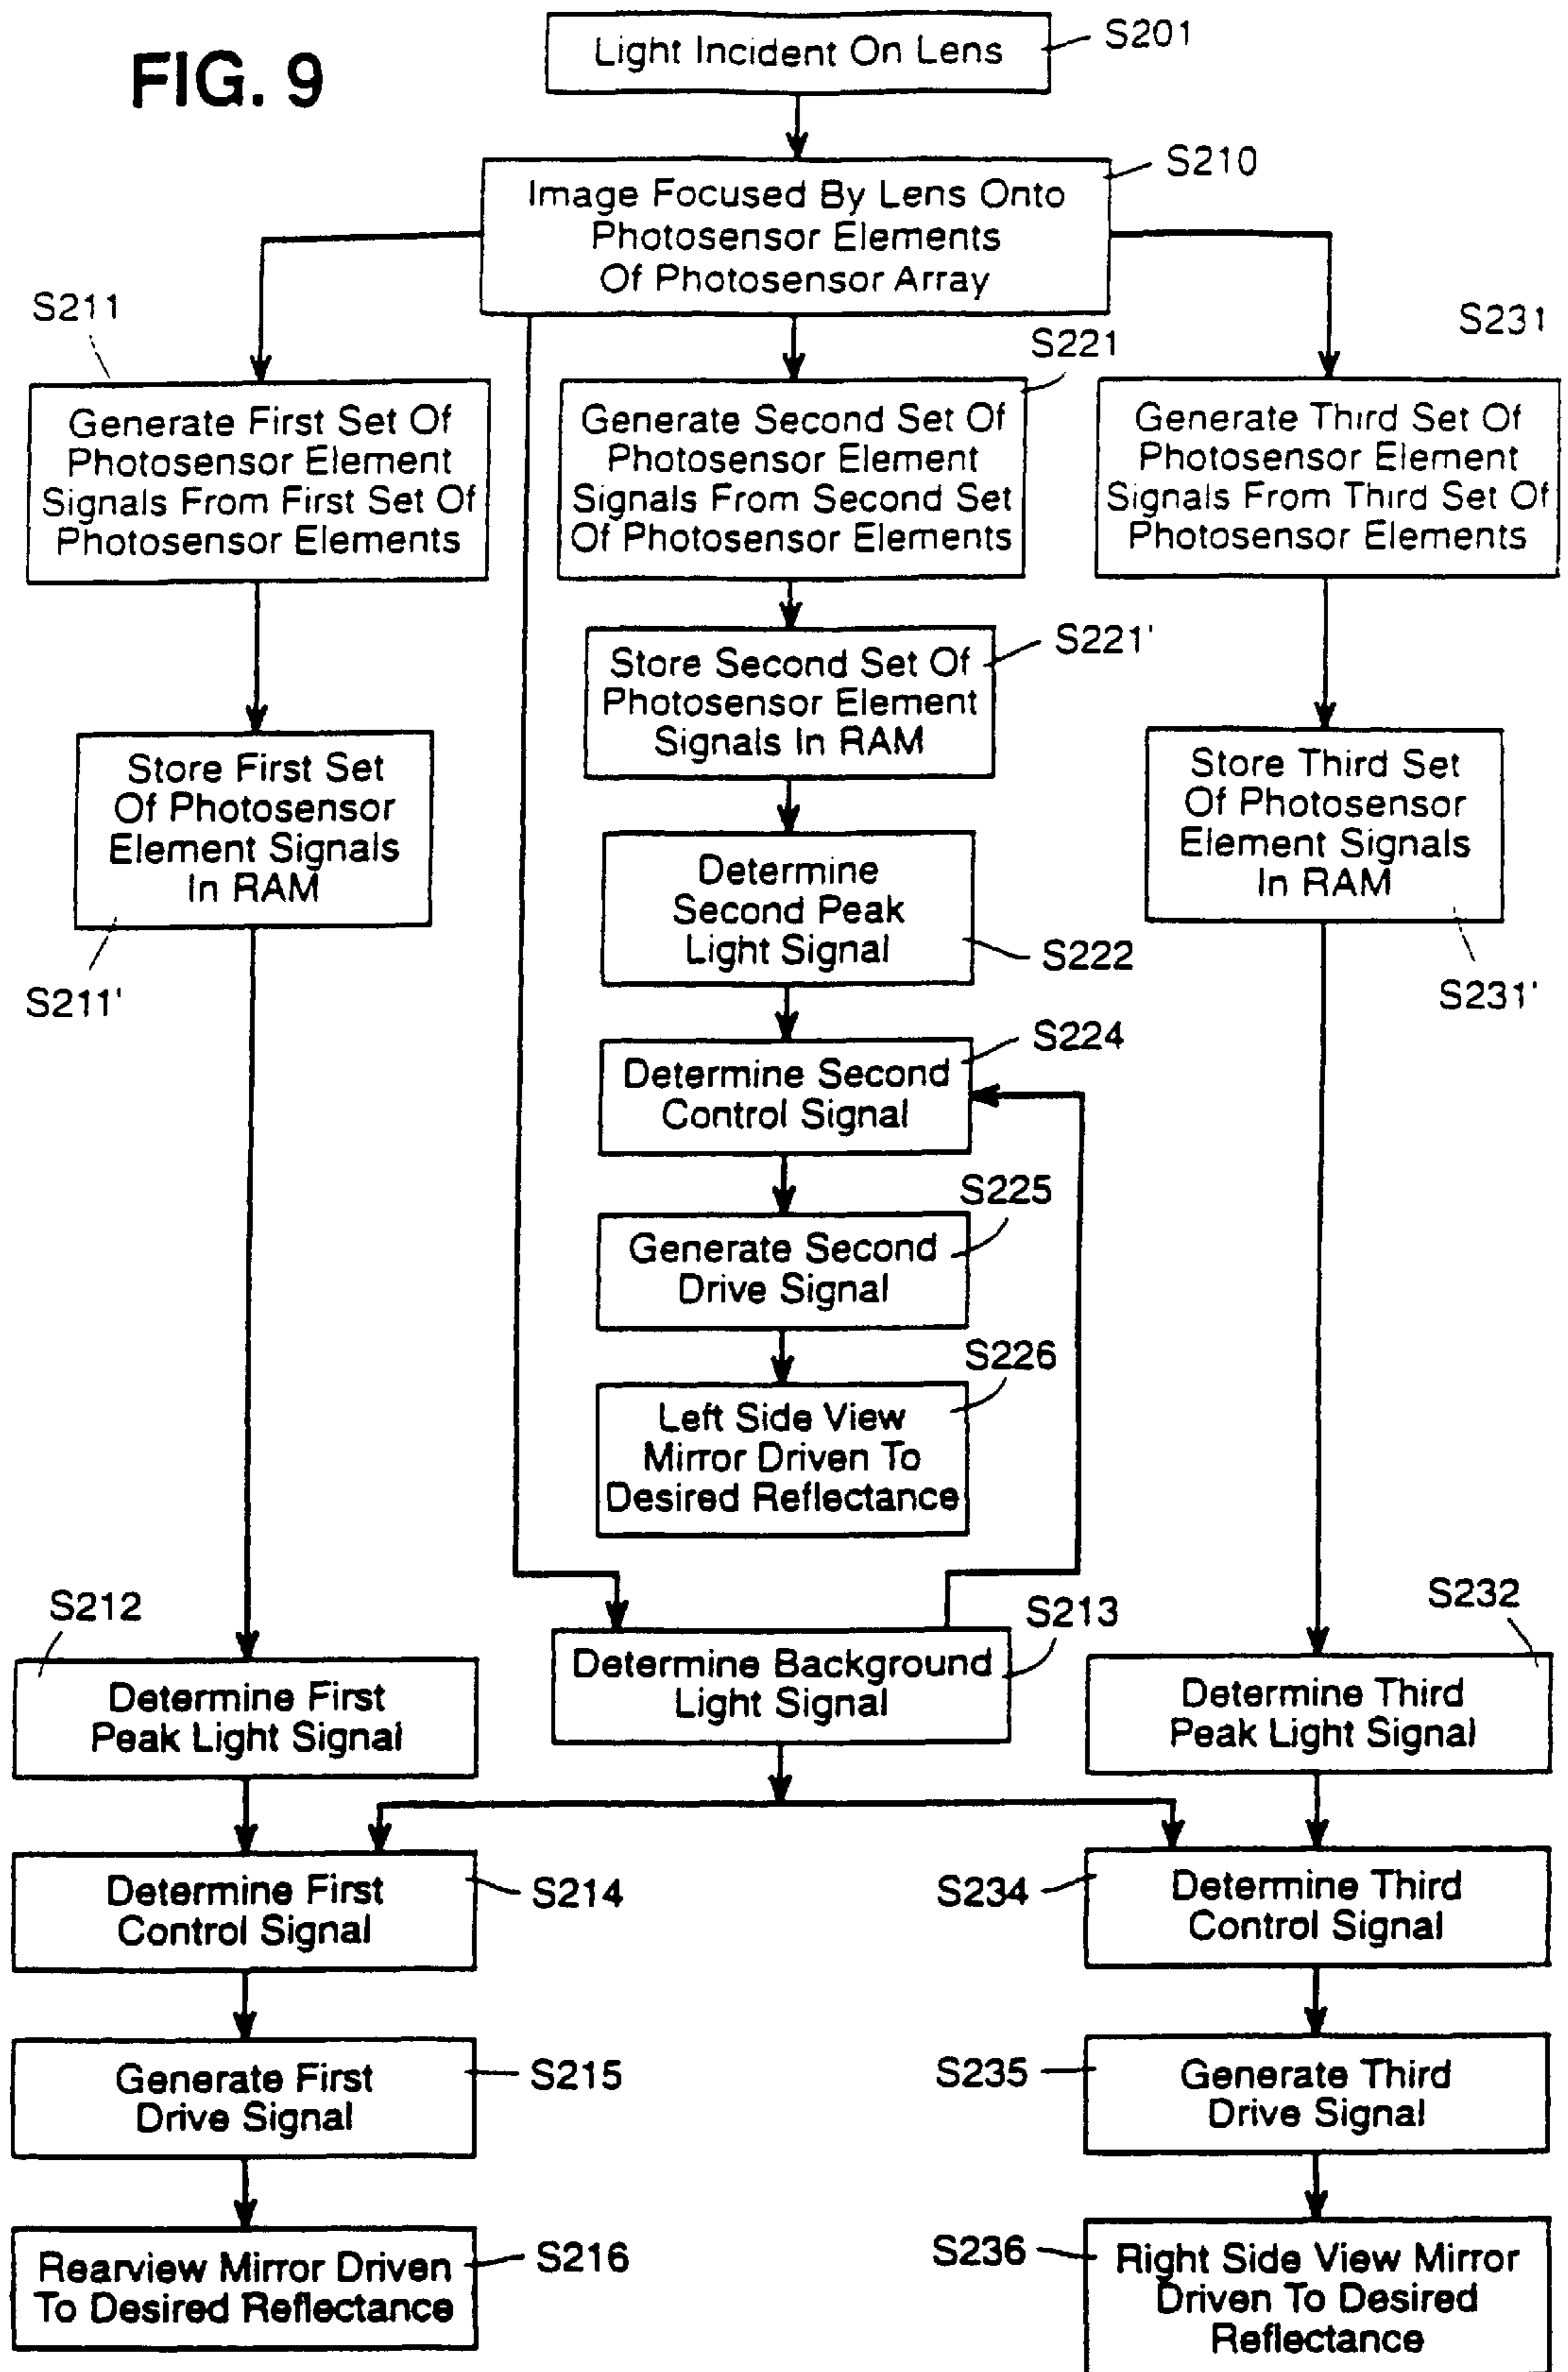 FIG. 9
Light Incident On Lens
S201
Image Focused By Lens Onto
Photosensor Elements
Of Photosensor Array
S210
S211
Generate First Set Of
Photosensor Element
Signals From First Set Of
Photosensor Elements
S221
Generate Second Set Of
Photosensor Element
Signals From Second Set
Of Photosensor Elements
S231
Generate Third Set Of
Photosensor Element
Signals From Third Set Of
Photosensor Elements
Store Second Set Of
Photosensor Element
Signals In RAM
S221'
Store First Set
Of Photosensor
Element Signals
In RAM
S211'
Store Third Set
Of Photosensor
Element Signals
In RAM
S231'
Determine
Second Peak
Light Signal
S222
Determine Second
Control Signal
S224
Generate Second
Drive Signal
S225
Left Side View
Mirror Driven To
Desired Reflectance
S226
S212
Determine First
Peak Light Signal
Determine Background
Light Signal
S213
S232
Determine Third
Peak Light Signal
Determine First
Control Signal
S214
S234
Determine Third
Control Signal
Generate First
Drive Signal
S215
S235
Generate Third
Drive Signal
Rearview Mirror Driven
To Desired Reflectance
S216
S236
Right Side View Mirror
Driven To Desired
Reflectance